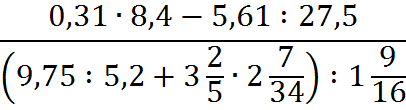 0,31 · 8,4 − 5,61 : 27,5
(9,75 : 5,2 + 3 2/5 · 2 7/34) : 1 9/16